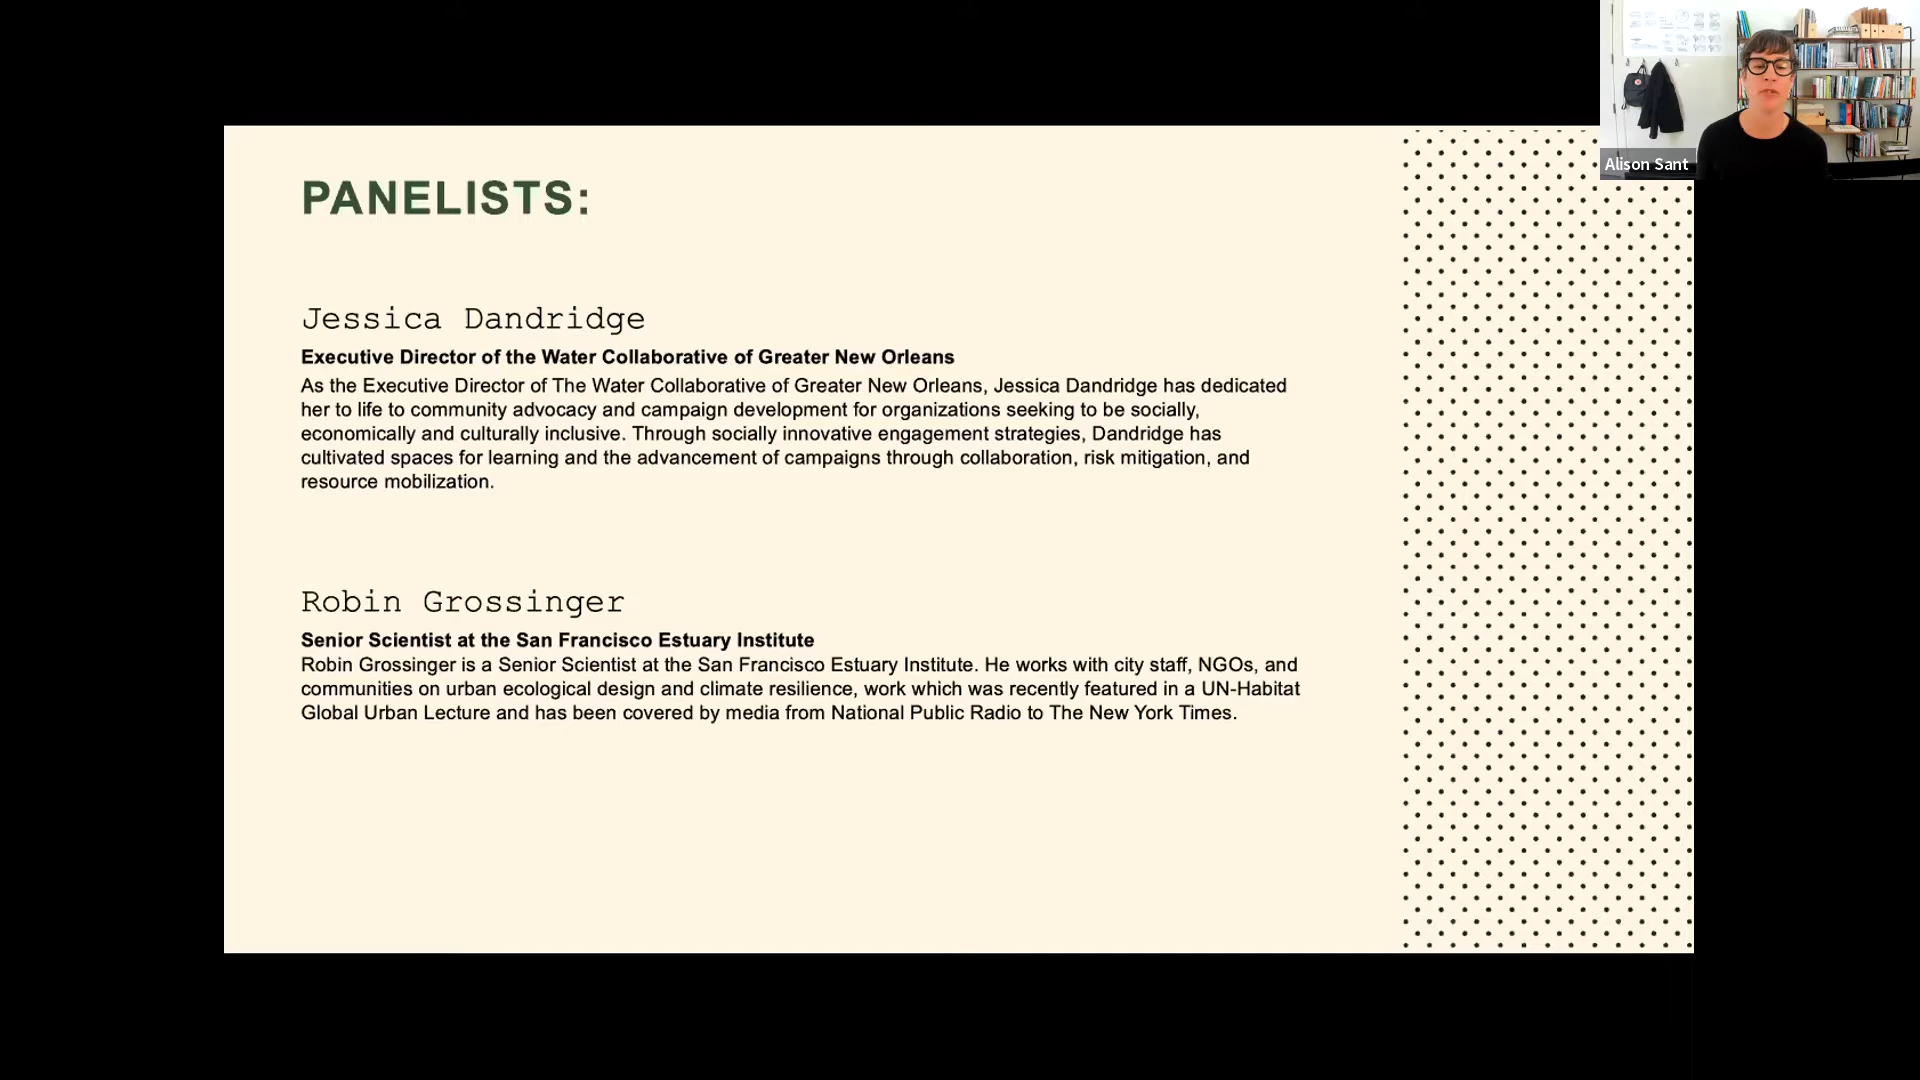 PANELISTS:
Jessica Dandridge
Executive Director of the Water Collaborative of Greater New Orleans
As the Executive Director of The Water Collaborative of Greater New Orleans, Jessica Dandridge has dedicated
her to life to community advocacy and campaign development for organizations seeking to be socially,
economically and culturally inclusive. Through socially innovative engagement strategies, Dandridge has
cultivated spaces for learning and the advancement of campaigns through collaboration, risk mitigation, and
resource mobilization.
Robin Grossinger
Senior Scientist at the San Francisco Estuary Institute
Robin Grossinger is a Senior Scientist at the San Francisco Estuary Institute. He works with city staff, NGOs, and
communities on urban ecological design and climate resilience, work which was recently featured in a UN-Habitat
Global Urban Lecture and has been covered by media from National Public Radio to The New York Times.
Alison Sant